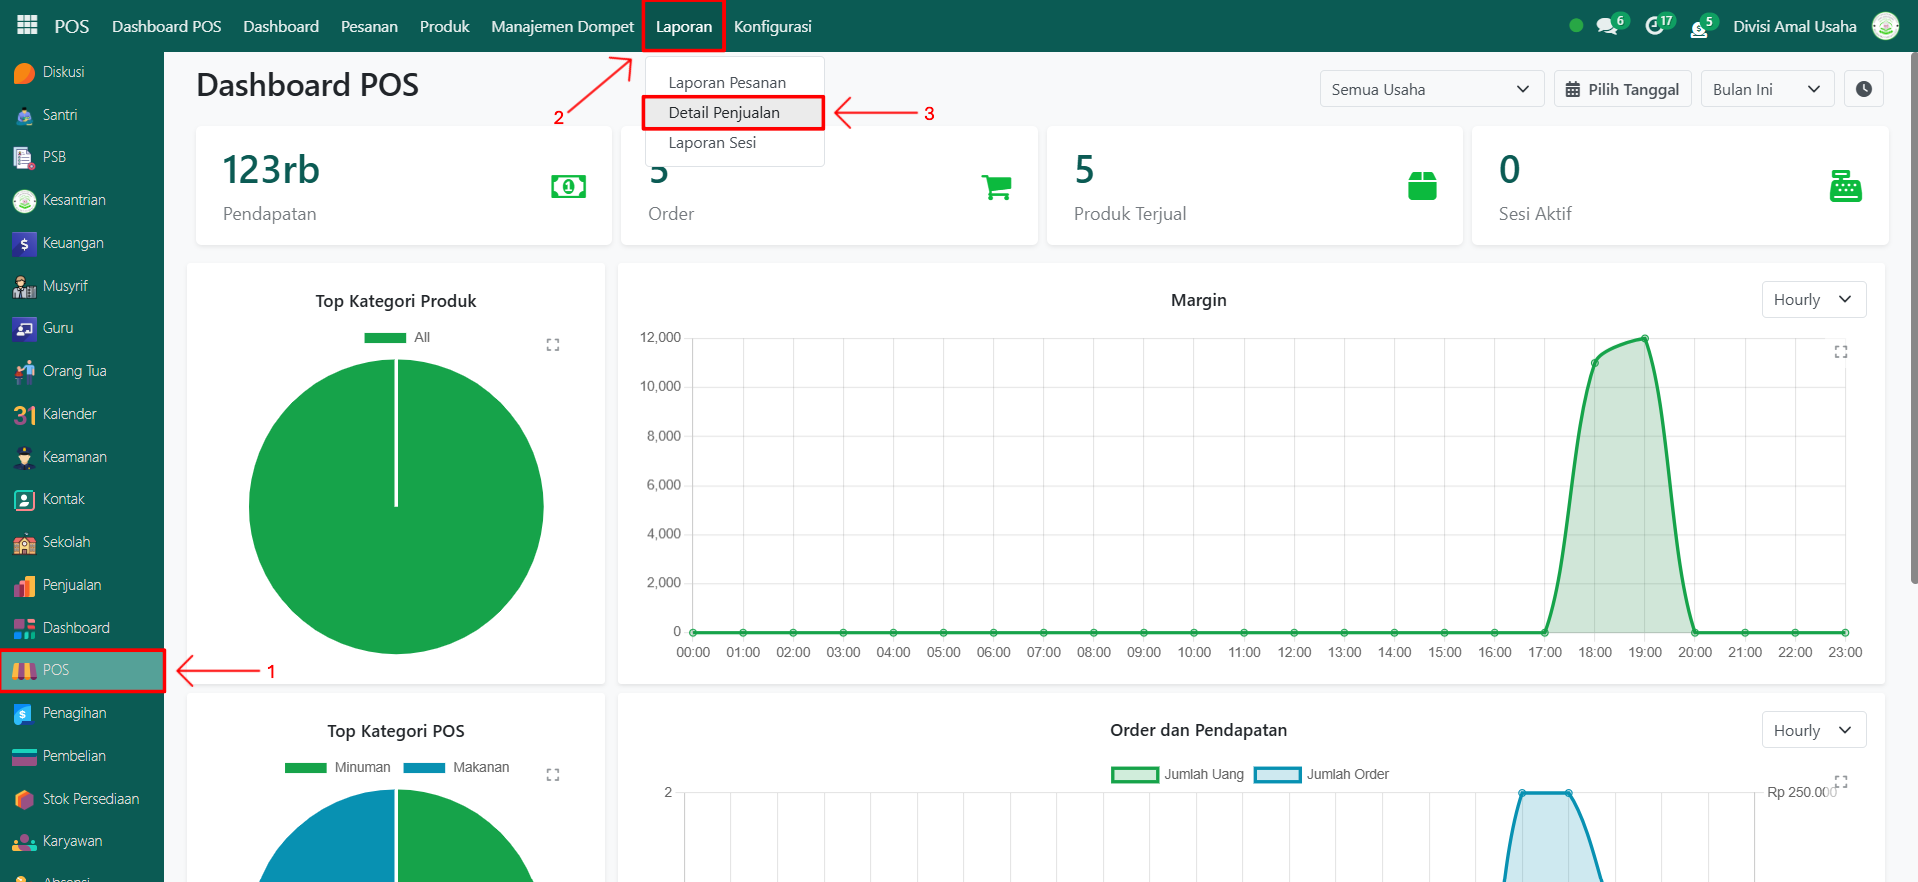 POS Dashboard POS Dashboard Pesanan Produk Manajemen Dompet Laporan Konfigurasi 6 17 5 Divisi Amal Usaha
Diskusi
Santri
PSB
Kesantrian
Keuangan
Musyrif
Guru
Orang Tua
31 Kalender
Keamanan
Kontak
Sekolah
Penjualan
Dashboard
POS
Penagihan
Pembelian
Stok Persediaan
Karyawan
Absensi
1
2
3
Laporan Pesanan
Detail Penjualan
Laporan Sesi
Dashboard POS
Semua Usaha Pilih Tanggal Bulan Ini
123rb
Pendapatan
5
Order
5
Produk Terjual
0
Sesi Aktif
Top Kategori Produk
All
Margin
Hourly
12,000
10,000
8,000
6,000
4,000
2,000
0
00:00 01:00 02:00 03:00 04:00 05:00 06:00 07:00 08:00 09:00 10:00 11:00 12:00 13:00 14:00 15:00 16:00 17:00 18:00 19:00 20:00 21:00 22:00 23:00
Top Kategori POS
Minuman Makanan
Order dan Pendapatan
Hourly
Jumlah Uang Jumlah Order
2
Rp 250.000